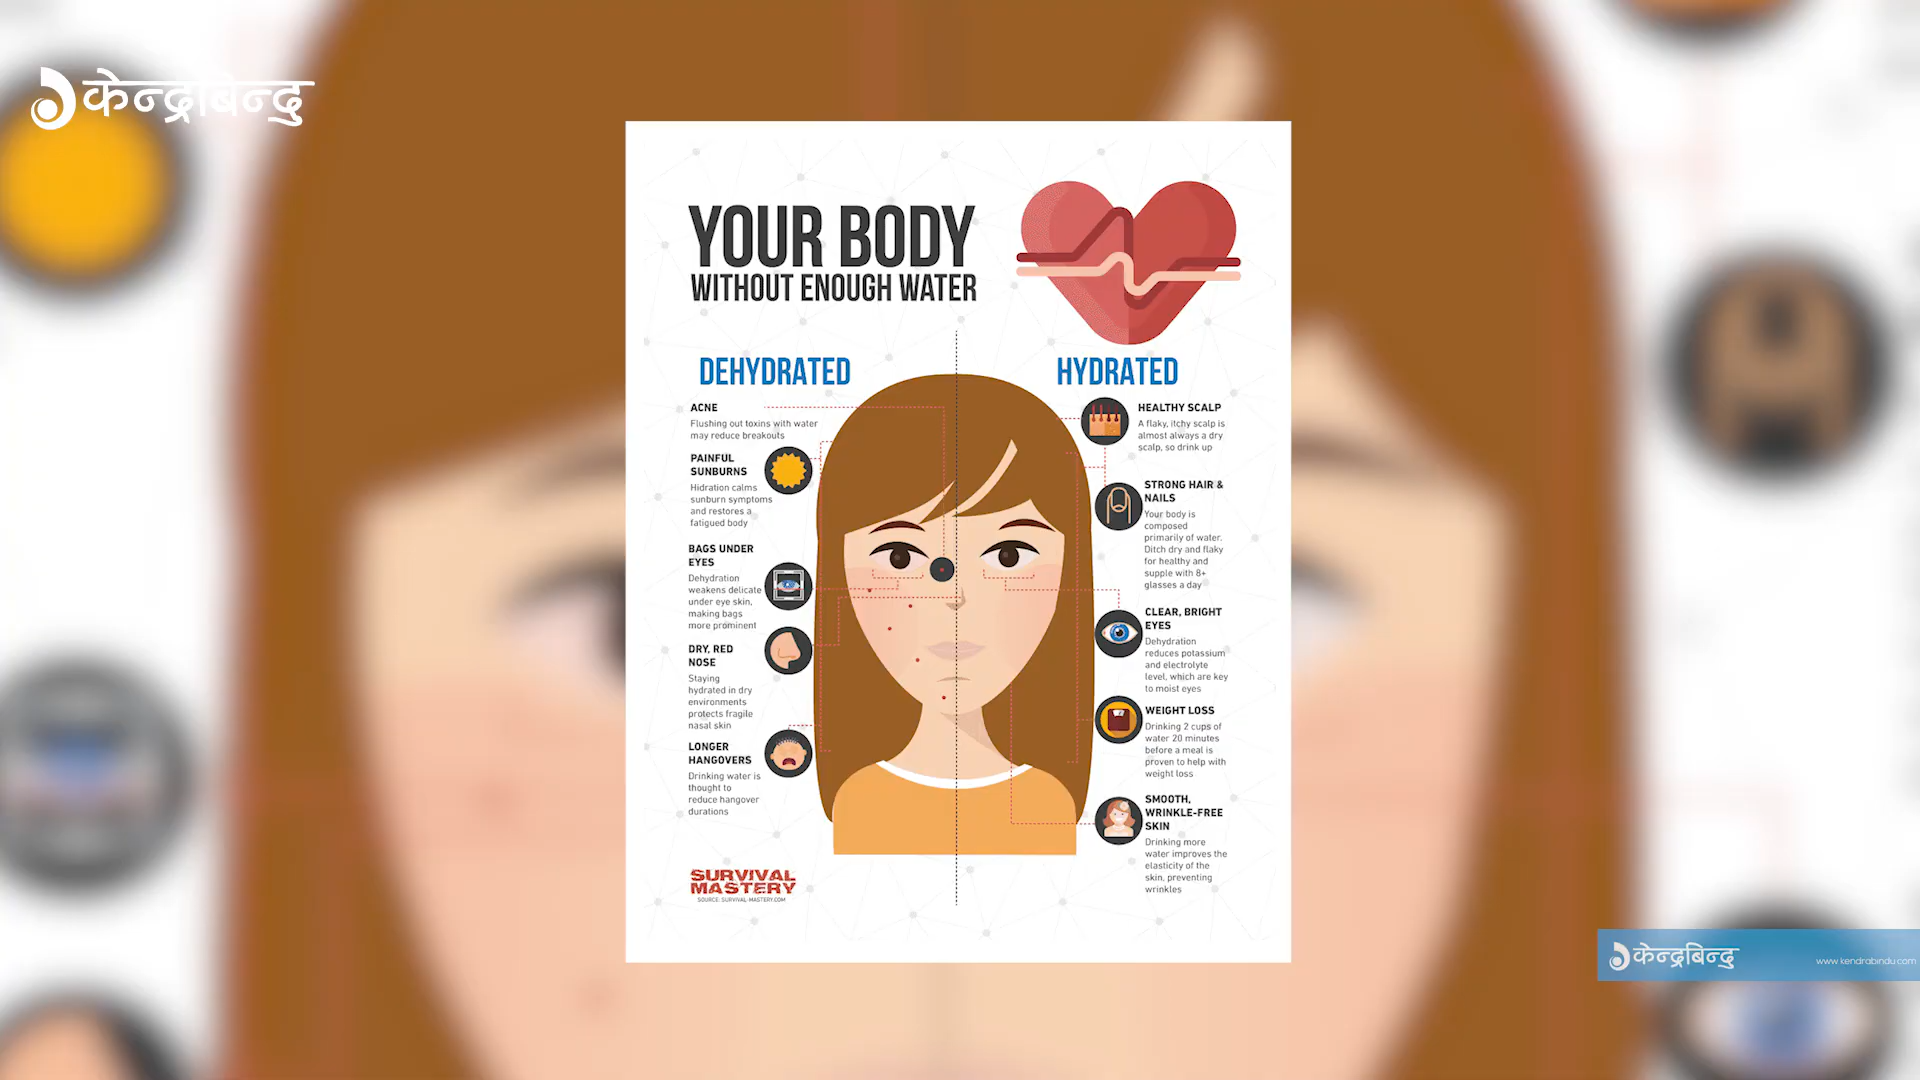 केन्द्रबिन्दु
YOUR BODY
WITHOUT ENOUGH WATER
DEHYDRATED
ACNE
Flushing out toxins with water
may reduce breakouts
PAINFUL
SUNBURNS
Hidration calms
sunburn symptoms
and restores a
fatigued body
BAGS UNDER
EYES
Dehydration
weakens delicate
under eye skin,
making bags
more prominent
DRY, RED
NOSE
Staying
hydrated in dry
environments
protects fragile
nasal skin
LONGER
HANGOVERS
Drinking water is
thought to
reduce hangover
durations
HYDRATED
HEALTHY SCALP
A flaky, itchy scalp is
almost always a dry
scalp, so drink up
STRONG HAIR &
NAILS
Your body is
composed
primarily of water.
Ditch dry and flaky
for healthy and
supple with 8+
glasses a day
CLEAR, BRIGHT
EYES
Dehydration
reduces potassium
and electrolyte
level, which are key
to moist eyes
WEIGHT LOSS
Drinking 2 cups of
water 20 minutes
before a meal is
proven to help with
weight loss
SMOOTH,
WRINKLE-FREE
SKIN
Drinking more
water improves the
elasticity of the
skin, preventing
wrinkles
SURVIVAL
MASTERY
SOURCE: SURVIVAL-MASTERY.COM
केन्द्रबिन्दु
www.kendrabindu.com